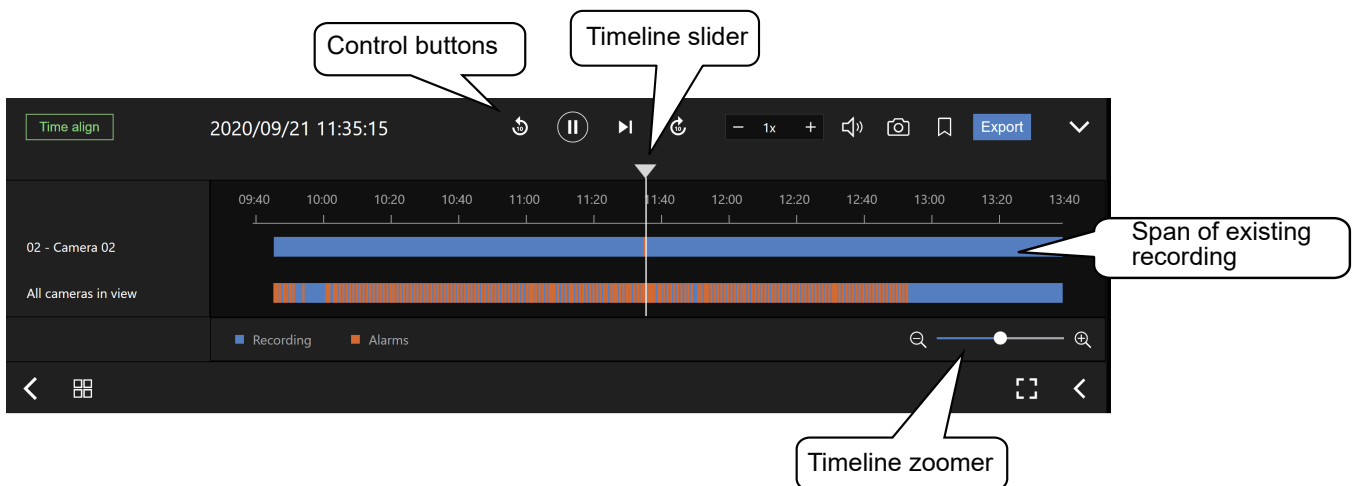 Control buttons
Timeline slider
Time align
2020/09/21 11:35:15
10
10
− 1x +
Export
09:40 10:00 10:20 10:40 11:00 11:20 11:40 12:00 12:20 12:40 13:00 13:20 13:40
02 - Camera 02
Span of existing
recording
All cameras in view
Recording Alarms
Timeline zoomer